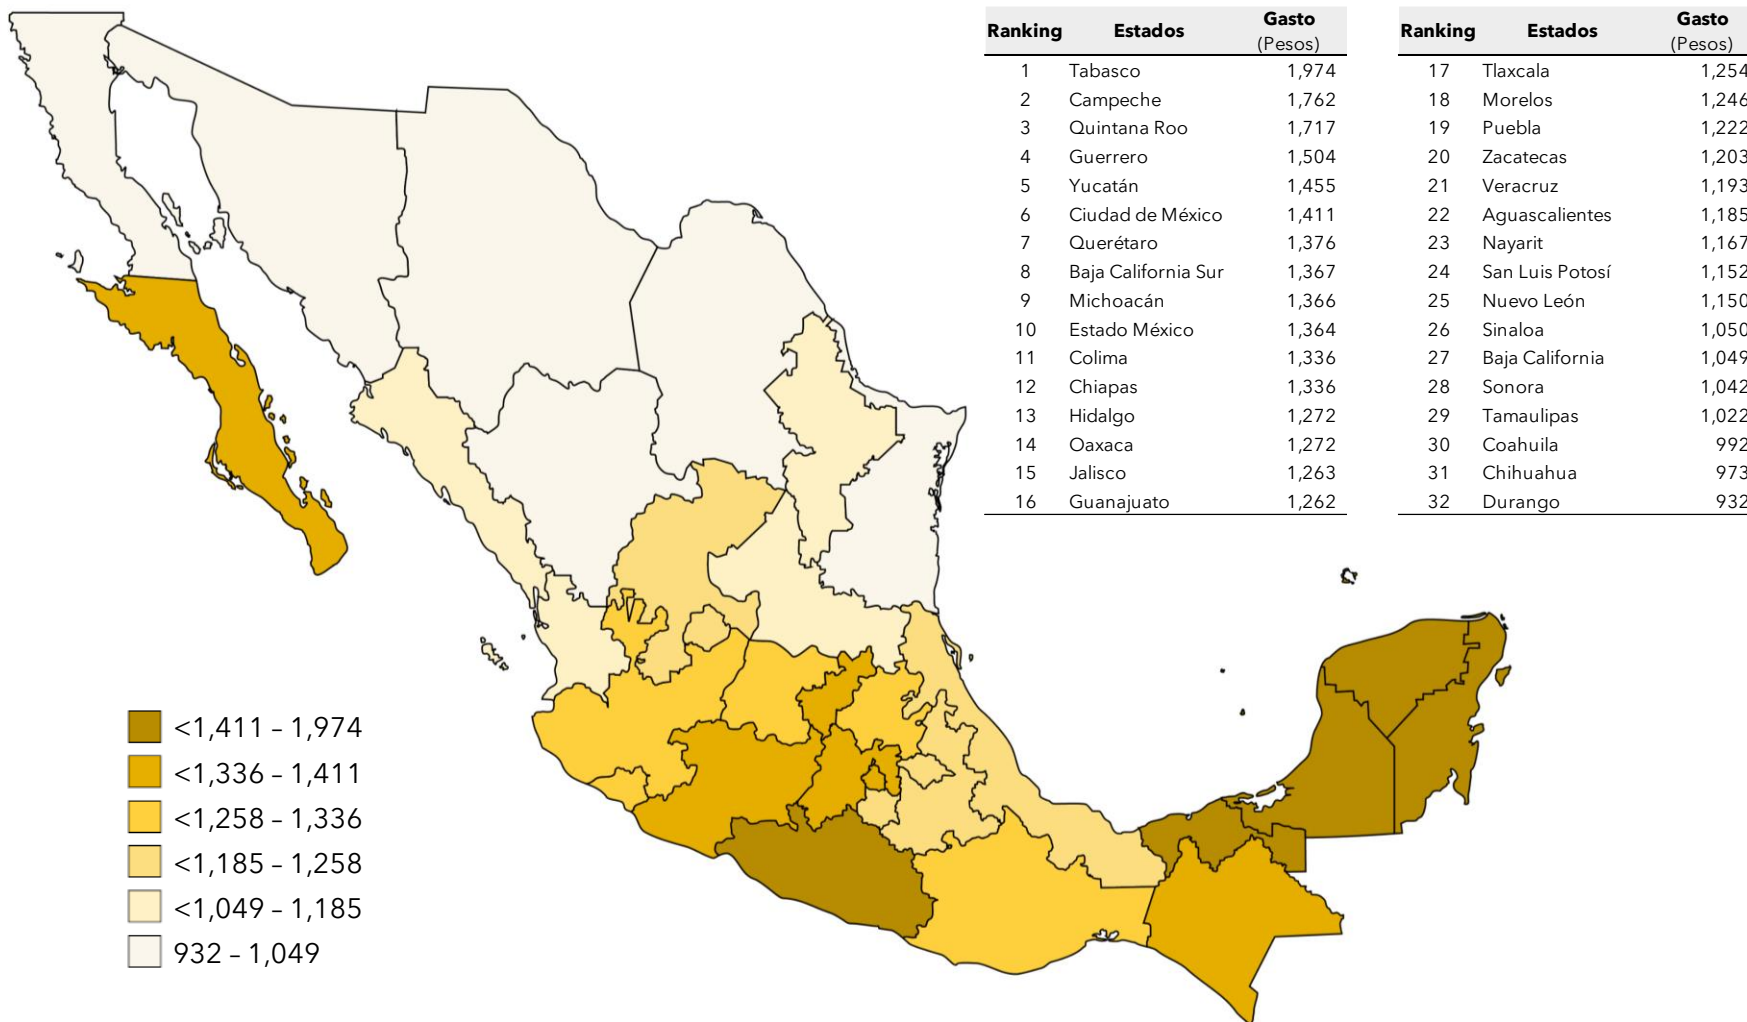 Ranking Estados Gasto (Pesos)
1 Tabasco 1,974
2 Campeche 1,762
3 Quintana Roo 1,717
4 Guerrero 1,504
5 Yucatán 1,455
6 Ciudad de México 1,411
7 Querétaro 1,376
8 Baja California Sur 1,367
9 Michoacán 1,366
10 Estado México 1,364
11 Colima 1,336
12 Chiapas 1,336
13 Hidalgo 1,272
14 Oaxaca 1,272
15 Jalisco 1,263
16 Guanajuato 1,262
Ranking Estados Gasto (Pesos)
17 Tlaxcala 1,254
18 Morelos 1,246
19 Puebla 1,222
20 Zacatecas 1,203
21 Veracruz 1,193
22 Aguascalientes 1,185
23 Nayarit 1,167
24 San Luis Potosí 1,152
25 Nuevo León 1,150
26 Sinaloa 1,050
27 Baja California 1,049
28 Sonora 1,042
29 Tamaulipas 1,022
30 Coahuila 992
31 Chihuahua 973
32 Durango 932
<1,411 – 1,974
<1,336 – 1,411
<1,258 – 1,336
<1,185 – 1,258
<1,049 – 1,185
932 – 1,049